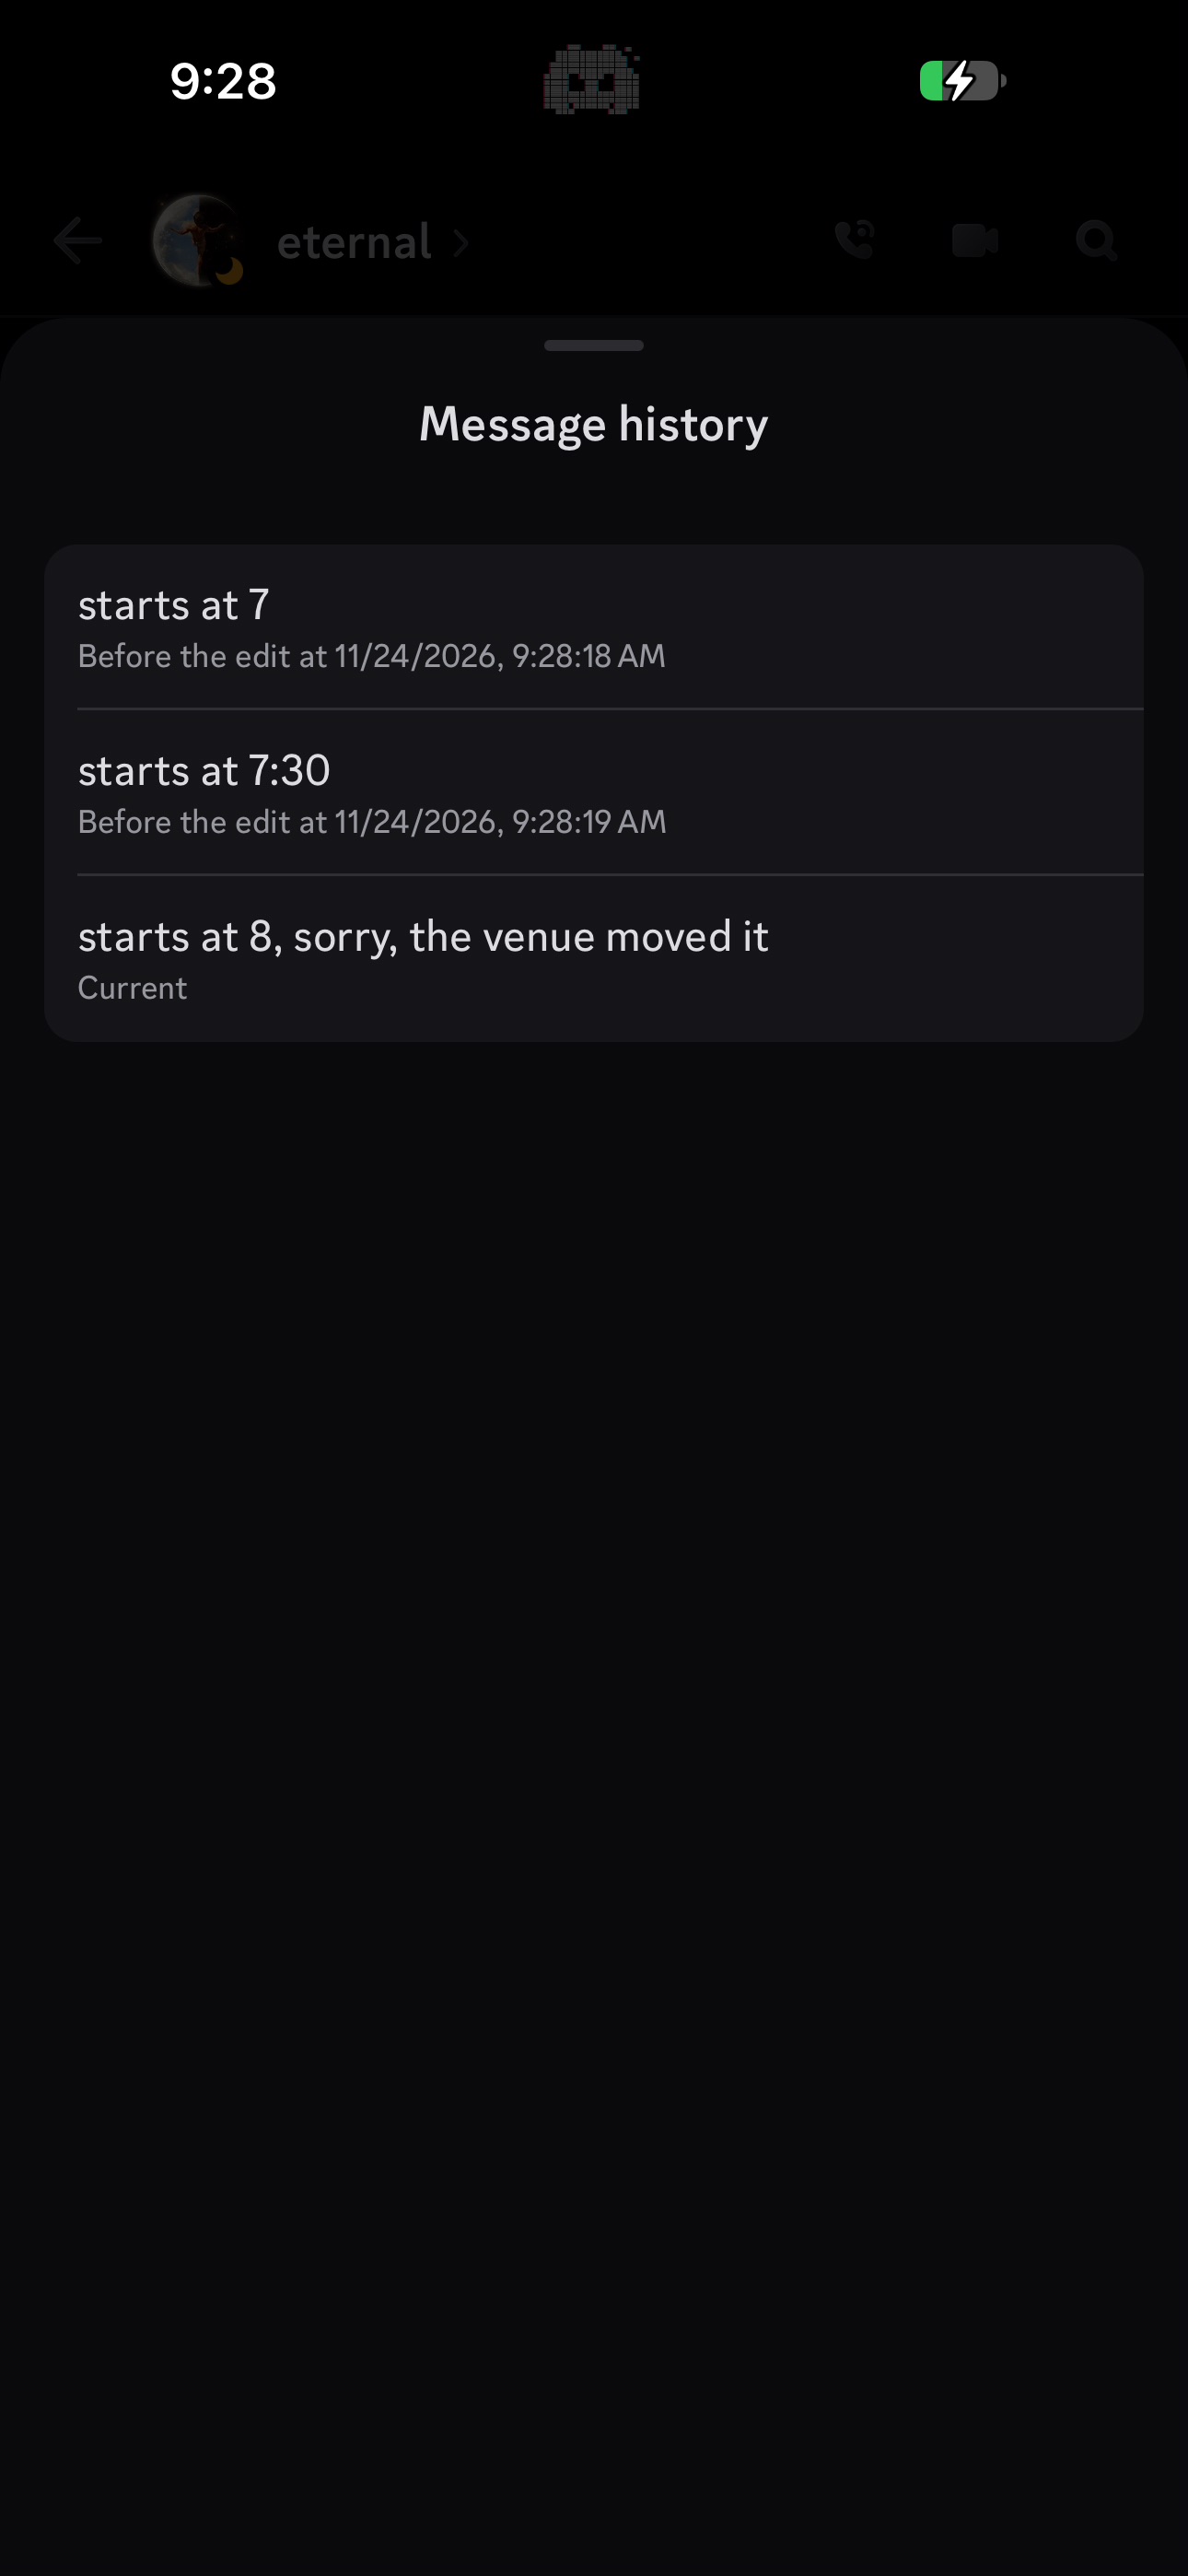 9:28
eternal
Message history
starts at 7
Before the edit at 11/24/2026, 9:28:18 AM
starts at 7:30
Before the edit at 11/24/2026, 9:28:19 AM
starts at 8, sorry, the venue moved it
Current